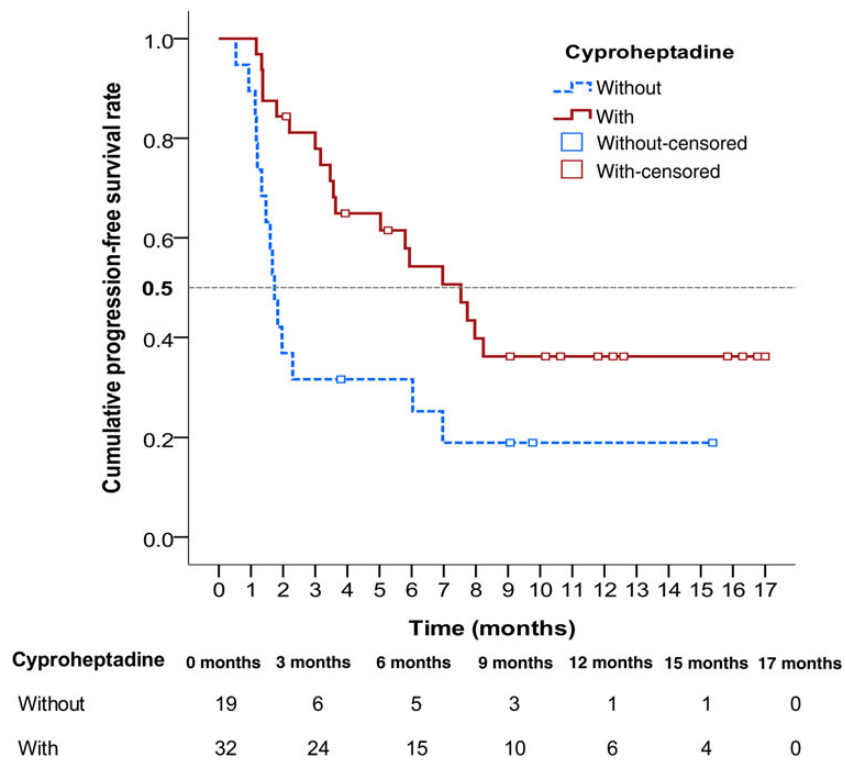 Cumulative progression-free survival rate
1.0
0.8
0.6
0.5
0.4
0.2
0.0
Cyproheptadine
Without
With
Without-censored
With-censored
0 1 2 3 4 5 6 7 8 9 10 11 12 13 14 15 16 17
Time (months)
Cyproheptadine 0 months 3 months 6 months 9 months 12 months 15 months 17 months
Without 19 6 5 3 1 1 0
With 32 24 15 10 6 4 0